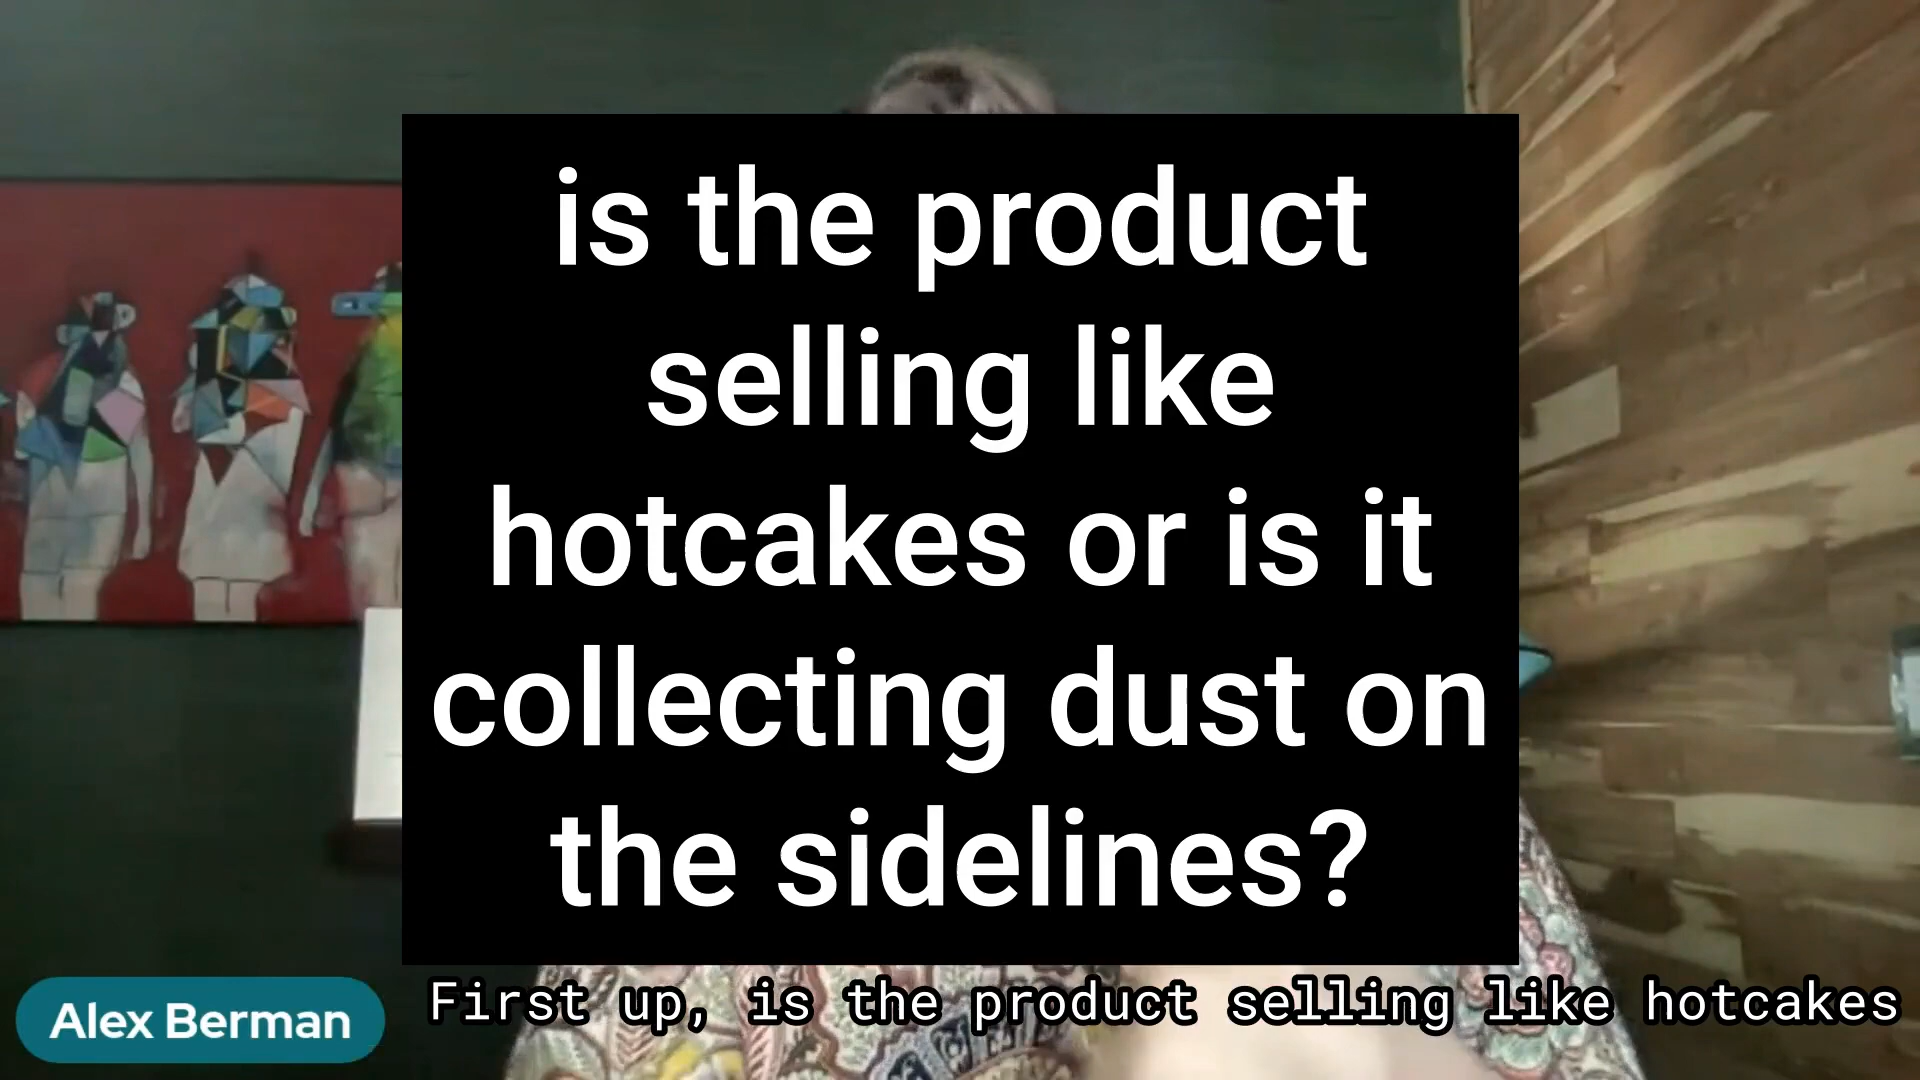 is the product
selling like
hotcakes or is it
collecting dust on
the sidelines?
Alex Berman
First up, is the product selling like hotcakes